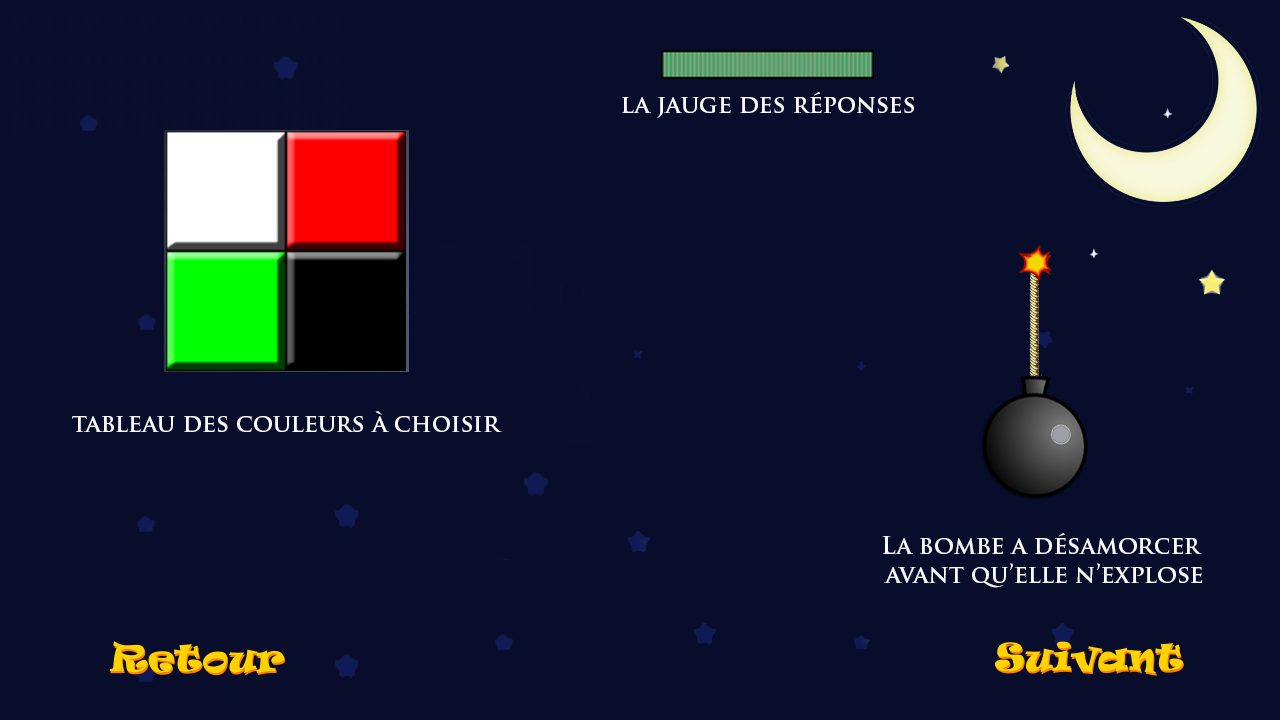 LA JAUGE DES RÉPONSES
TABLEAU DES COULEURS À CHOISIR
LA BOMBE A DÉSAMORCER
AVANT QU'ELLE N'EXPLOSE
Retour
Suivant